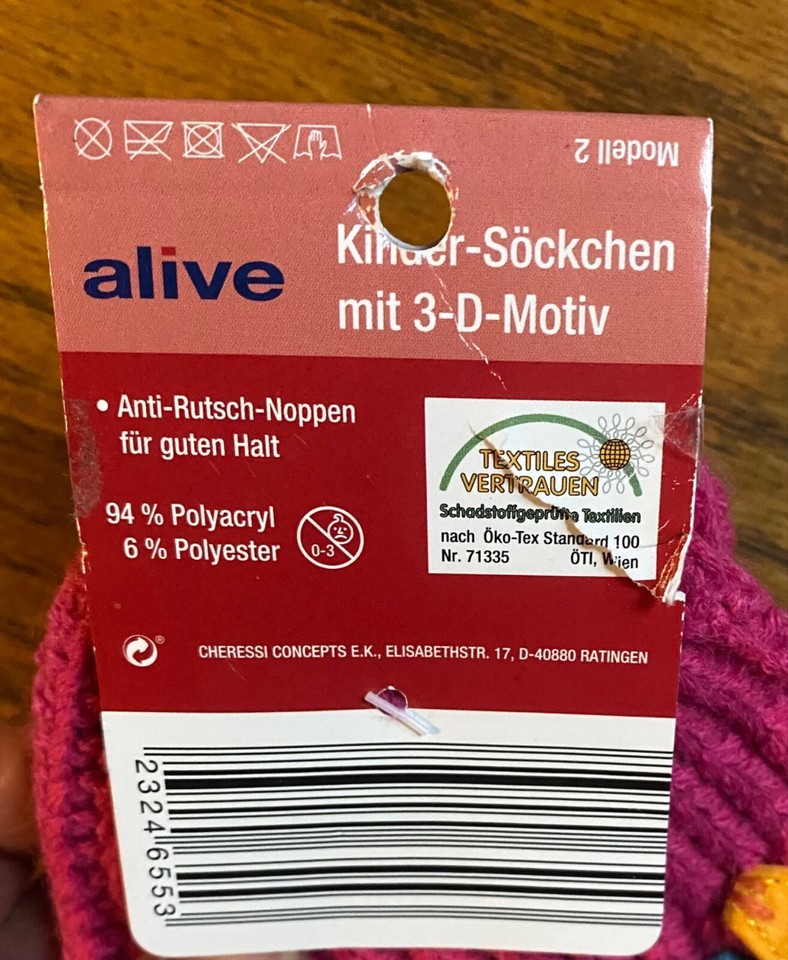 Modell 2
alive
Kinder-Söckchen
mit 3-D-Motiv
• Anti-Rutsch-Noppen
für guten Halt
94 % Polyacryl
6 % Polyester
0-3
TEXTILES
VERTRAUEN
Schadstoffgeprüfte Textilien
nach Öko-Tex Standard 100
Nr. 71335 ÖTI, Wien
CHERESSI CONCEPTS E.K., ELISABETHSTR. 17, D-40880 RATINGEN
23246553